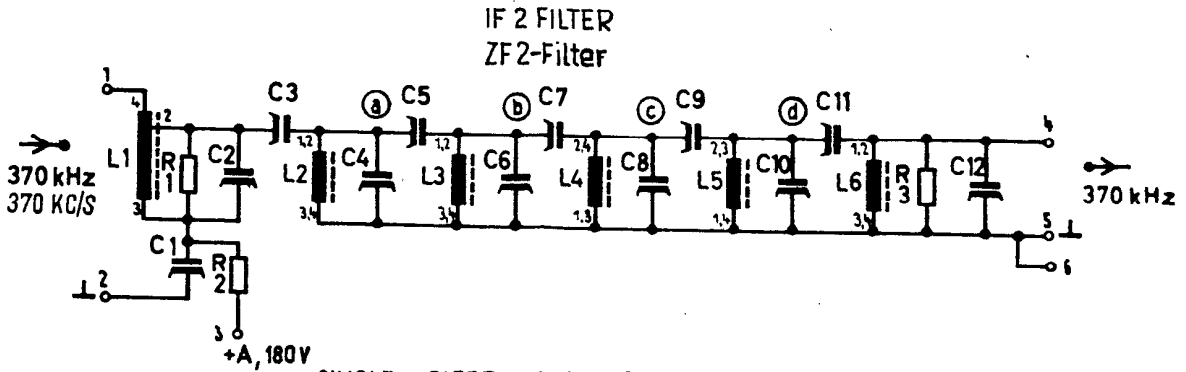 IF 2 FILTER
ZF 2-Filter
1
4
2
C3
a
C5
b
C7
c
C9
d
C11
4
1,2
1,2
2,4
2,3
1,2
370 kHz
370 KC/S
L1
R1
C2
L2
C4
L3
C6
L4
C8
L5
C10
L6
R3
C12
370 kHz
3
3,4
3,4
1,3
1,4
3,4
5
6
C1
R2
2
3
+A, 180V